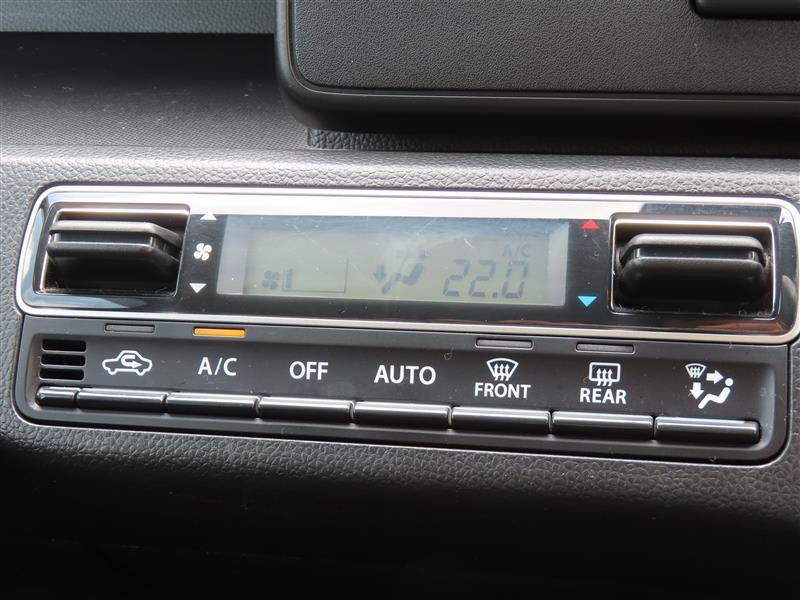 A/C
22.0
A/C
OFF
AUTO
FRONT
REAR